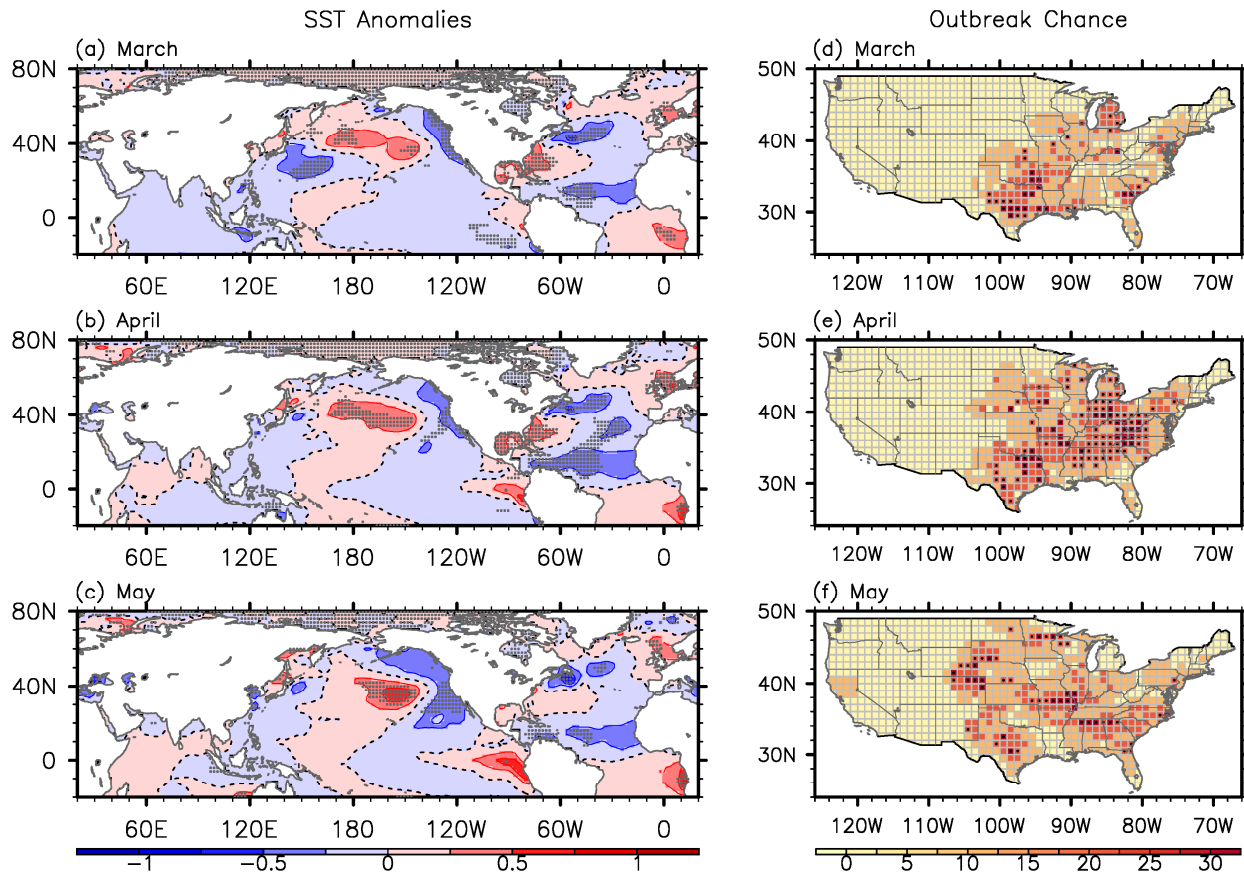 SST Anomalies
Outbreak Chance
(a) March
80N
40N
0
60E 120E 180 120W 60W 0
(d) March
50N
40N
30N
120W 110W 100W 90W 80W 70W
(b) April
80N
40N
0
60E 120E 180 120W 60W 0
(e) April
50N
40N
30N
120W 110W 100W 90W 80W 70W
(c) May
80N
40N
0
60E 120E 180 120W 60W 0
(f) May
50N
40N
30N
120W 110W 100W 90W 80W 70W
−1 −0.5 0 0.5 1
0 5 10 15 20 25 30